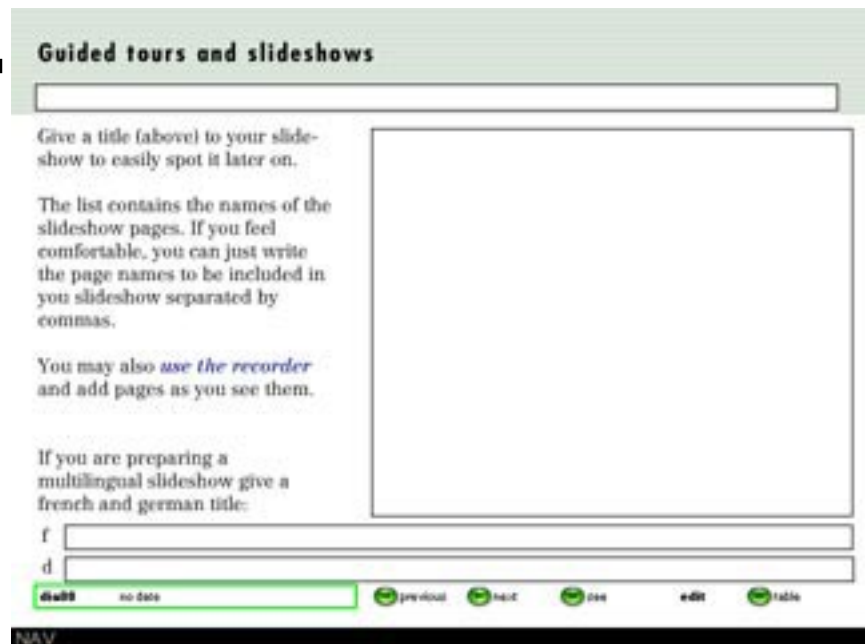 Guided tours and slideshows
Give a title (above) to your slide-
show to easily spot it later on.
The list contains the names of the
slideshow pages. If you feel
comfortable, you can just write
the page names to be included in
you slideshow separated by
commas.
You may also use the recorder
and add pages as you see them.
If you are preparing a
multilingual slideshow give a
french and german title:
f
d
no date previous next see edit table
NAV